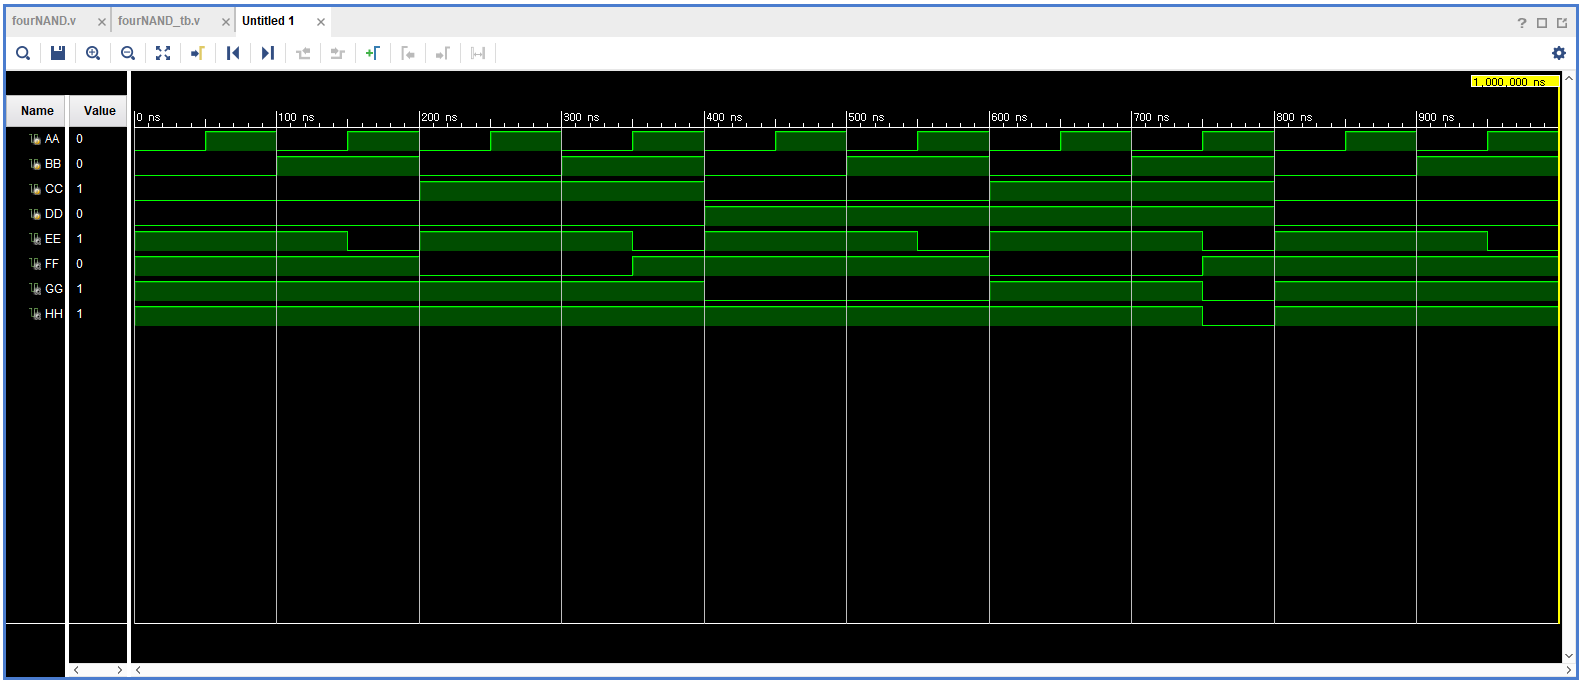 fourNAND.v × fourNAND_tb.v × Untitled 1 ×
?
1,000,000 ns
Name Value
0 ns 100 ns 200 ns 300 ns 400 ns 500 ns 600 ns 700 ns 800 ns 900 ns
AA 0
BB 0
CC 1
DD 0
EE 1
FF 0
GG 1
HH 1